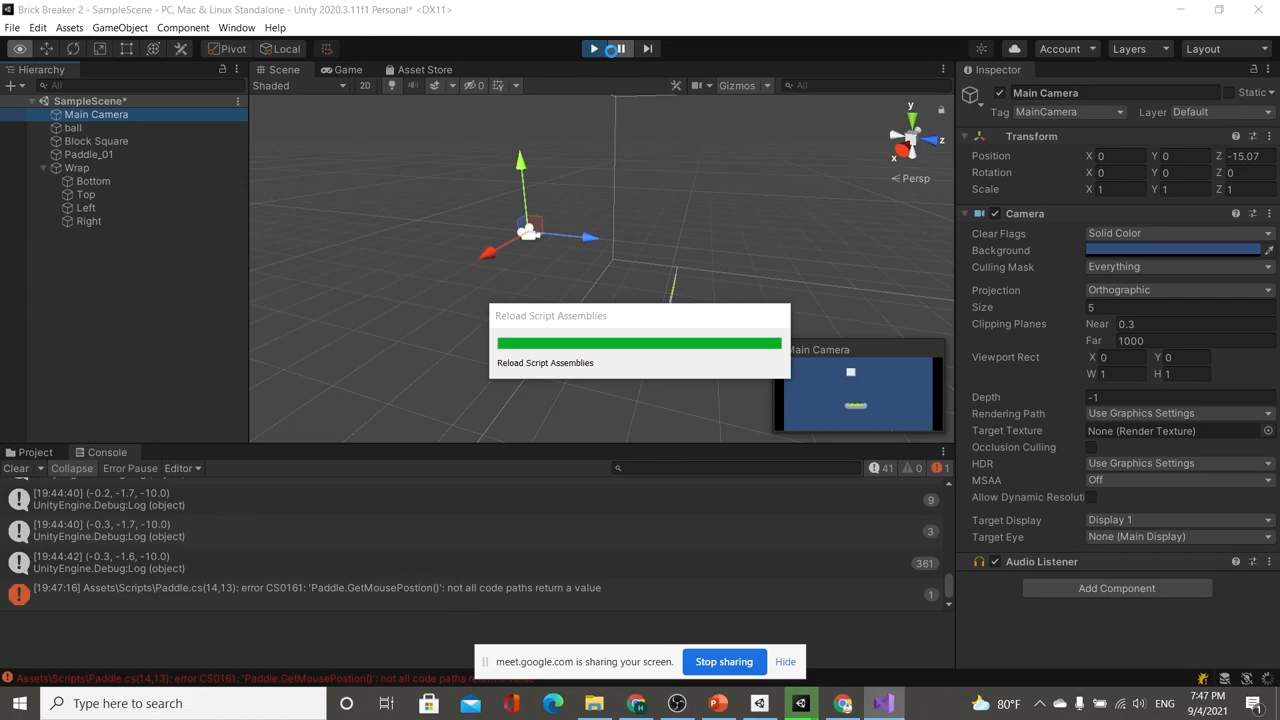 Brick Breaker 2 - SampleScene - PC, Mac & Linux Standalone - Unity 2020.3.11f1 Personal* <DX11>
File Edit Assets GameObject Component Window Help
Pivot Local Account Layers Layout
Hierarchy
All
SampleScene*
Main Camera
ball
Block Square
Paddle_01
Wrap
Bottom
Top
Left
Right
Scene Game Asset Store
Shaded 2D 0 Gizmos All
y
z
x
Persp
Reload Script Assemblies
Reload Script Assemblies
Main Camera
Inspector
Main Camera Static
Tag MainCamera Layer Default
Transform
Position X 0 Y 0 Z -15.07
Rotation X 0 Y 0 Z 0
Scale X 1 Y 1 Z 1
Camera
Clear Flags Solid Color
Background
Culling Mask Everything
Projection Orthographic
Size 5
Clipping Planes Near 0.3
Far 1000
Viewport Rect X 0 Y 0
W 1 H 1
Depth -1
Rendering Path Use Graphics Settings
Target Texture None (Render Texture)
Occlusion Culling
HDR Use Graphics Settings
MSAA Off
Allow Dynamic Resoluti
Target Display Display 1
Target Eye None (Main Display)
Audio Listener
Add Component
Project Console
Clear Collapse Error Pause Editor 41 0 1
UnityEngine.Debug:Log (object)
[19:44:40] (-0.2, -1.7, -10.0)
UnityEngine.Debug:Log (object) 9
[19:44:40] (-0.3, -1.7, -10.0)
UnityEngine.Debug:Log (object) 3
[19:44:42] (-0.3, -1.6, -10.0)
UnityEngine.Debug:Log (object) 361
[19:47:16] Assets\Scripts\Paddle.cs(14,13): error CS0161: 'Paddle.GetMousePostion()': not all code paths return a value 1
meet.google.com is sharing your screen. Stop sharing Hide
Assets\Scripts\Paddle.cs(14,13): error CS0161: 'Paddle.GetMousePostion()': not all code paths return a value
Type here to search
80°F ENG
7:47 PM
9/4/2021